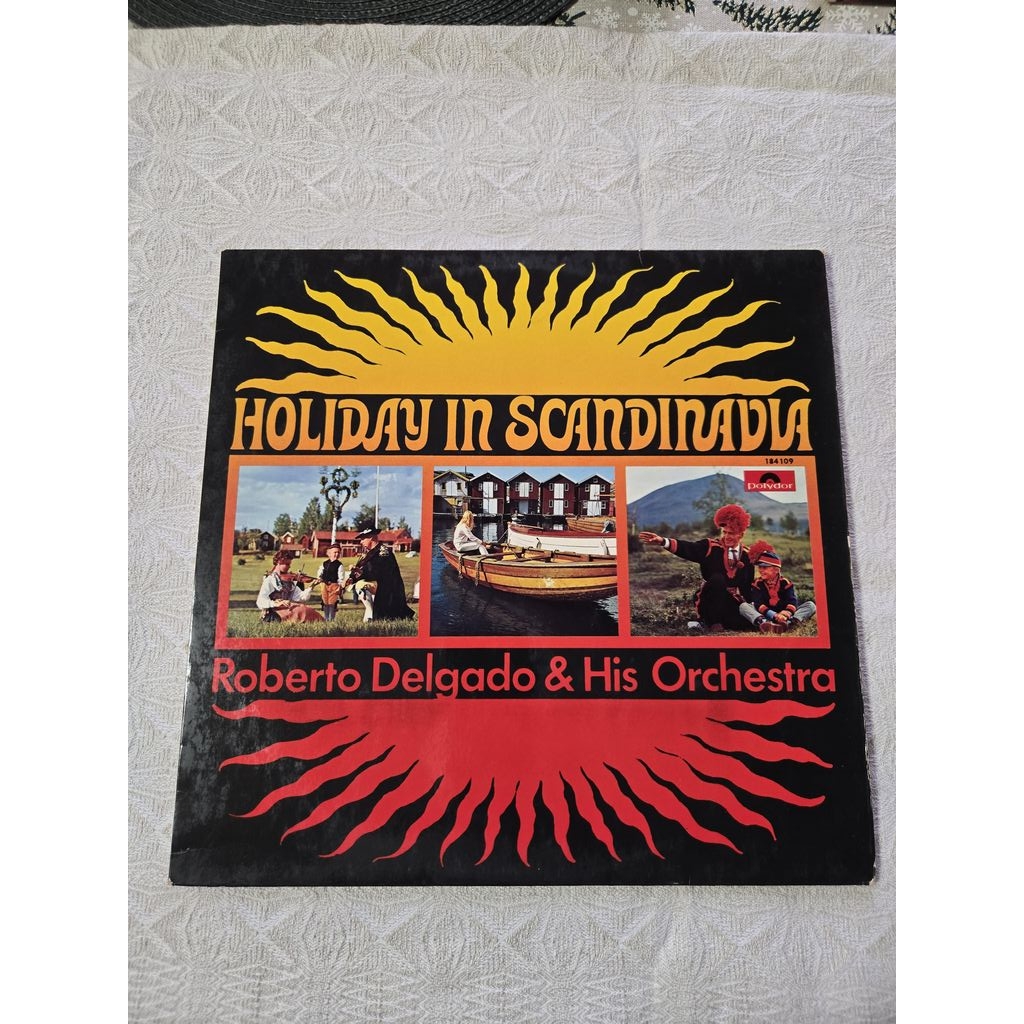 HOLIDAY IN SCANDINAVIA
184 109
Polydor
Roberto Delgado & His Orchestra